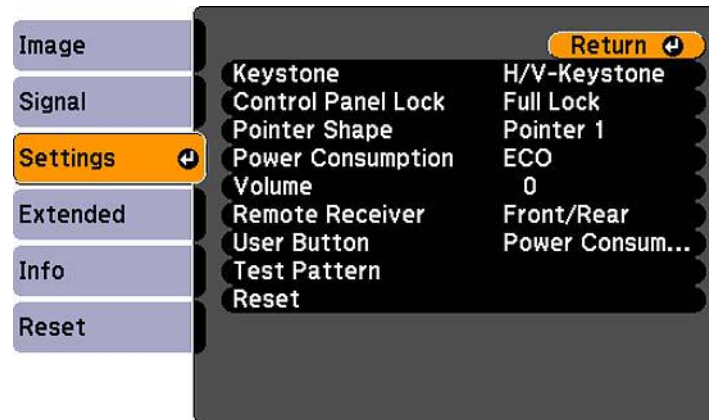 Image
Signal
Settings
Extended
Info
Reset
Return
Keystone H/V-Keystone
Control Panel Lock Full Lock
Pointer Shape Pointer 1
Power Consumption ECO
Volume 0
Remote Receiver Front/Rear
User Button Power Consum...
Test Pattern
Reset